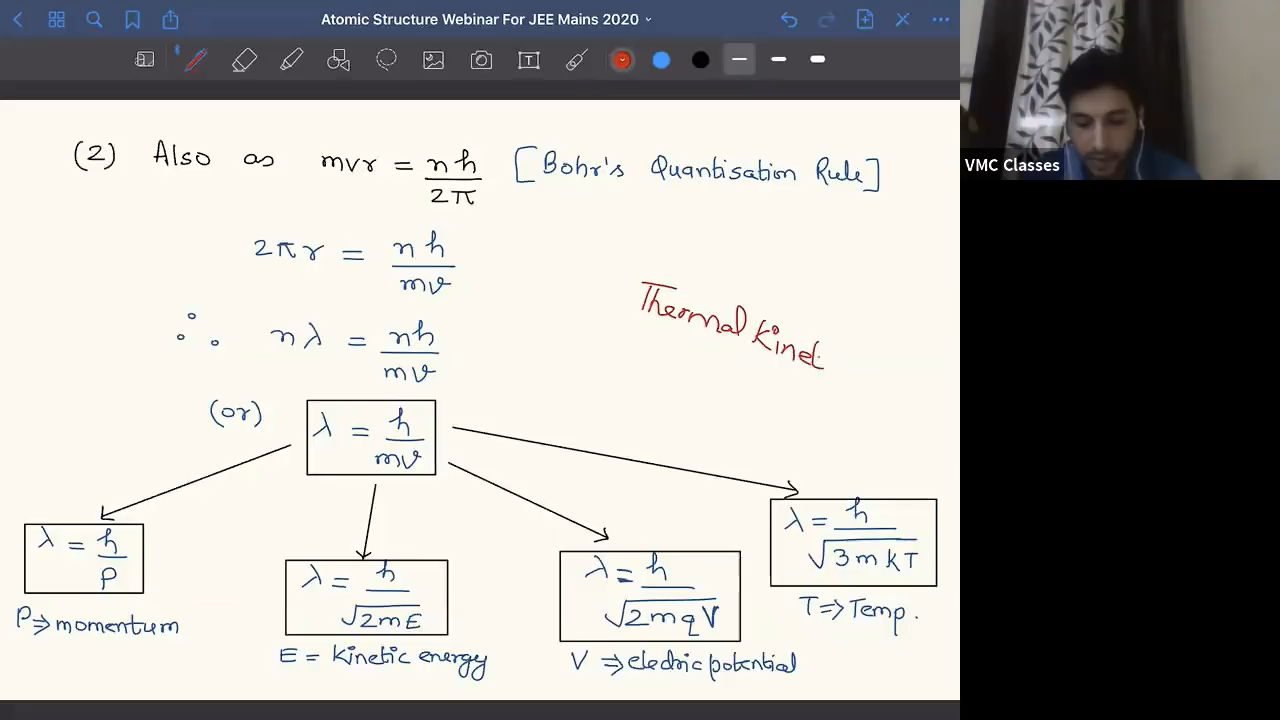 Atomic Structure Webinar For JEE Mains 2020
T
VMC Classes
(2) Also as mvr = nh/2π [Bohr's Quantisation Rule]
2πr = nh/mv
∴ nλ = nh/mv
Thermal Kinet
(or) λ = h/mv
λ = h/P
P ⇒ momentum
λ = h/√2mE
E = Kinetic energy
λ = h/√2mqV
V ⇒ electric potential
λ = h/√3mKT
T ⇒ Temp.